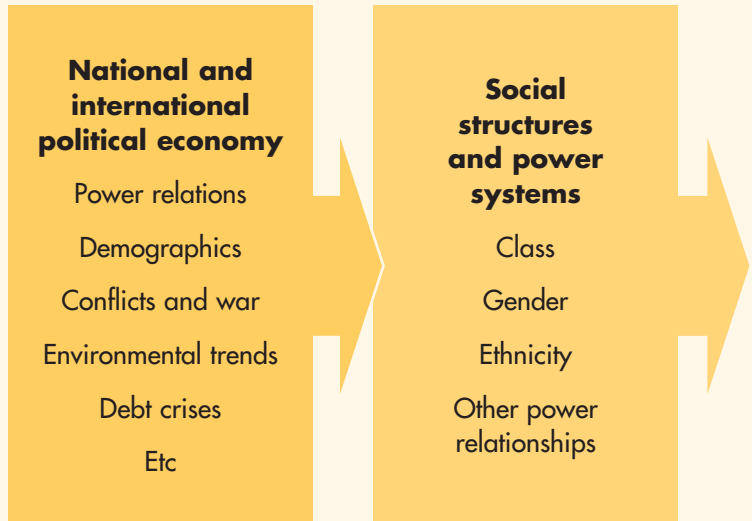 National and
international
political economy
Power relations
Demographics
Conflicts and war
Environmental trends
Debt crises
Etc
Social
structures
and power
systems
Class
Gender
Ethnicity
Other power
relationships